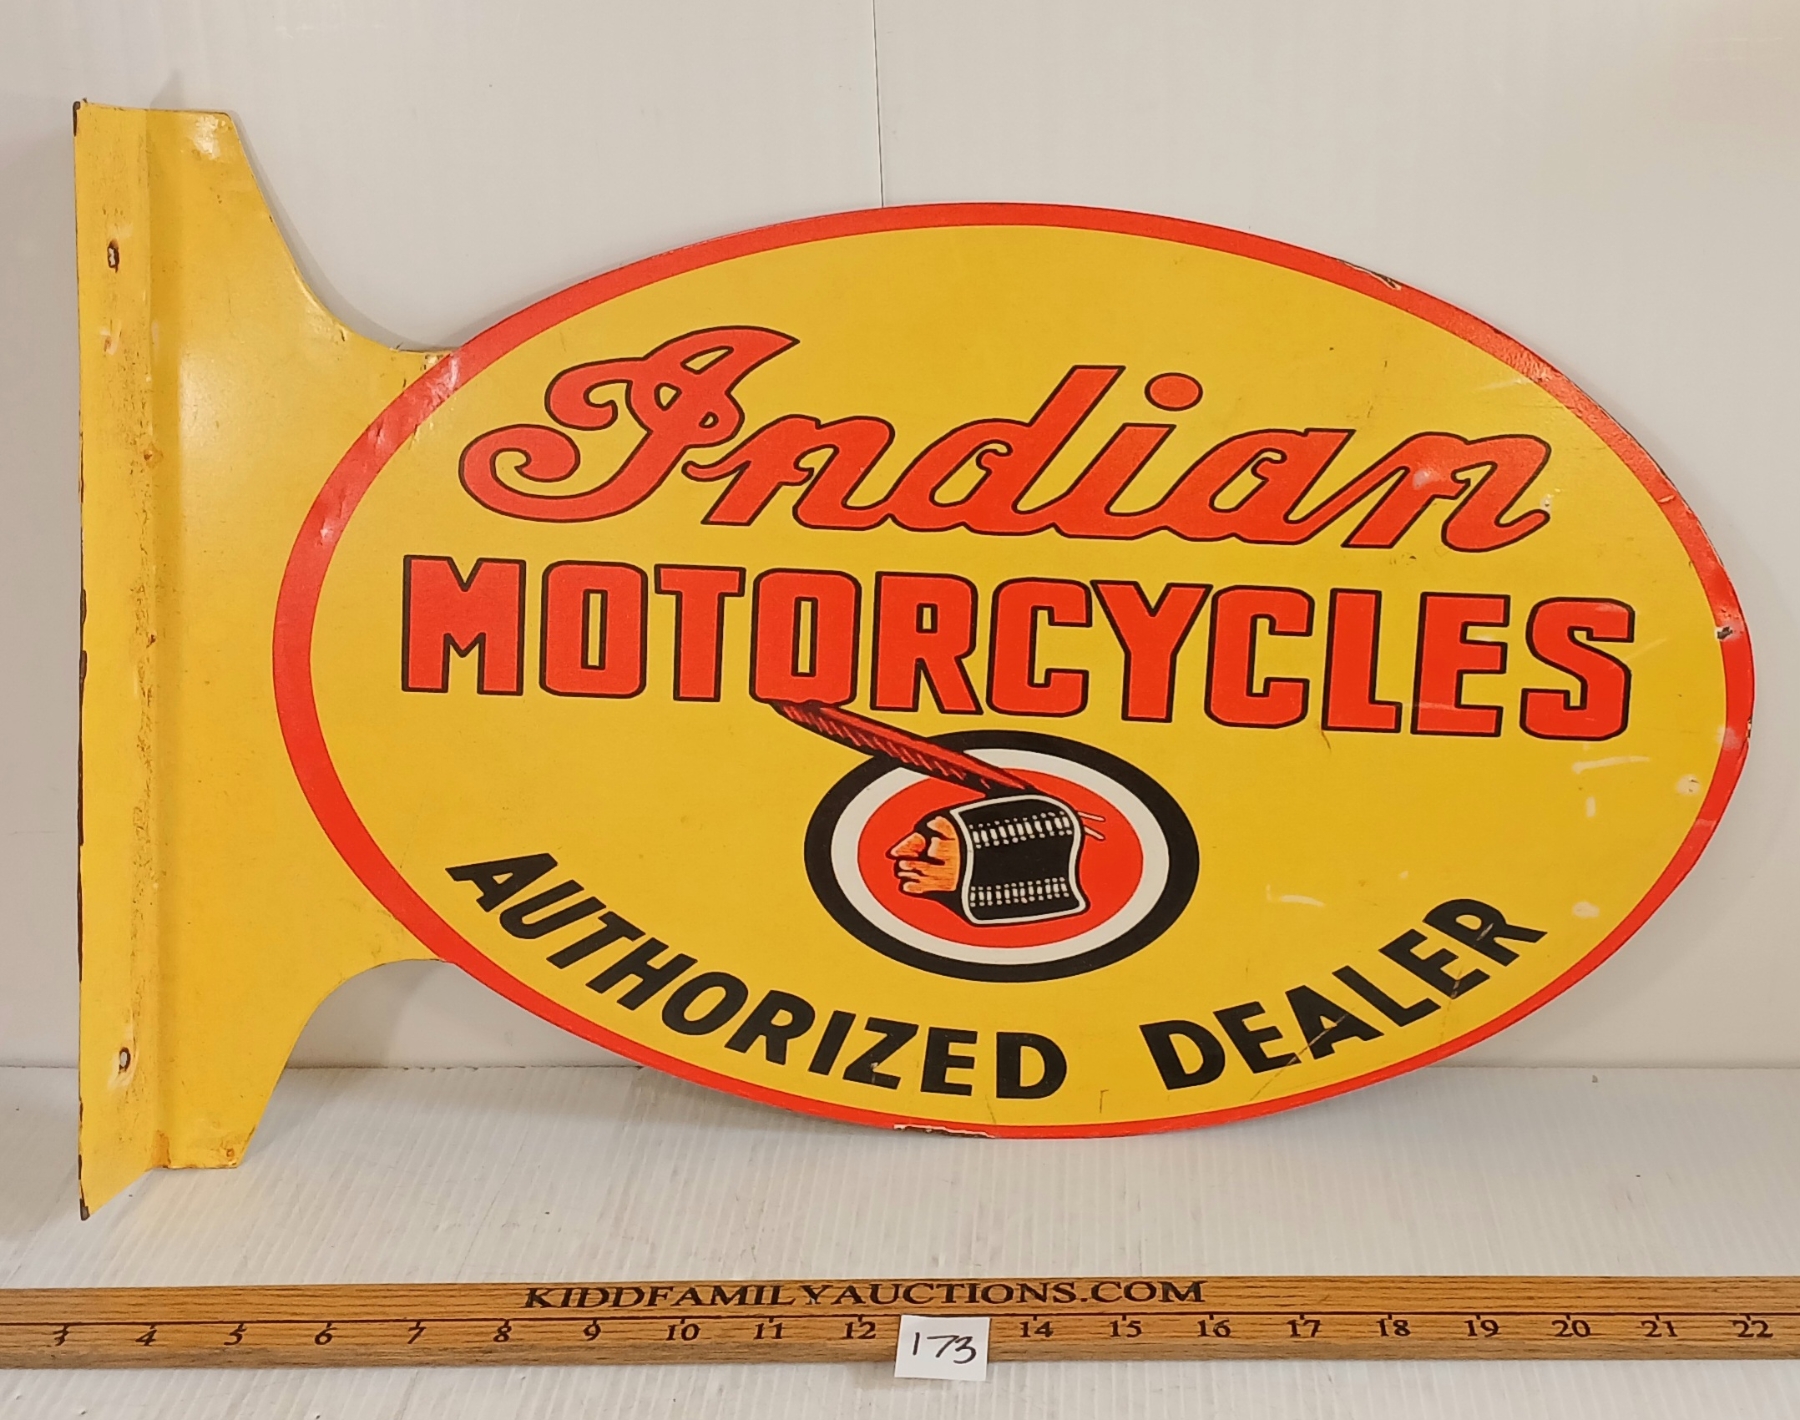 Indian
MOTORCYCLES
AUTHORIZED DEALER
KIDDFAMILYAUCTIONS.COM
3 4 5 6 7 8 9 10 11 12 14 15 16 17 18 19 20 21 22
173